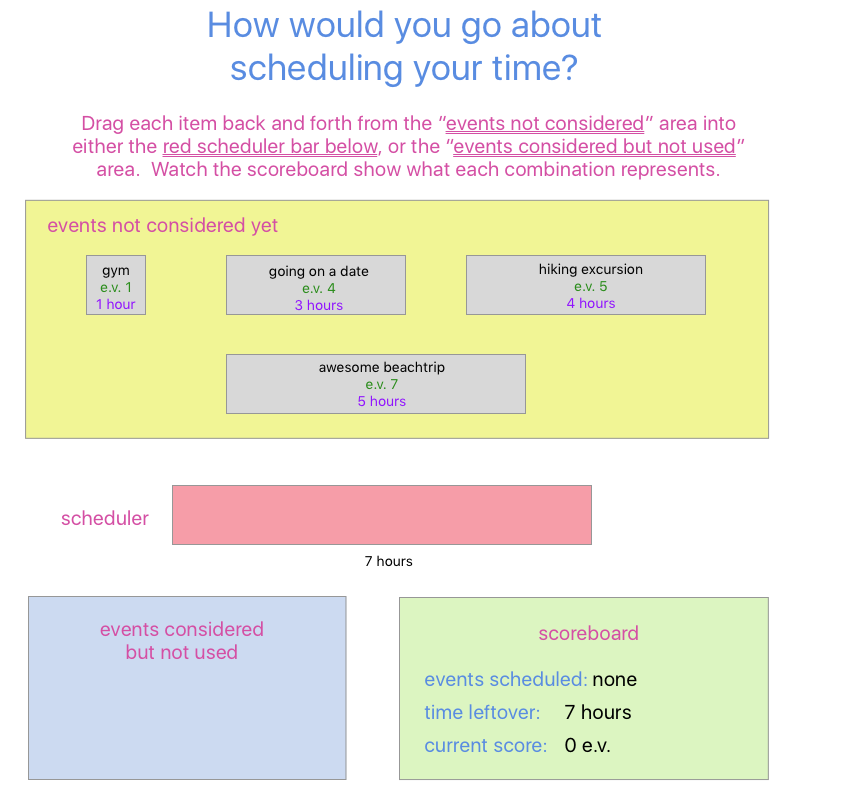 How would you go about
scheduling your time?
Drag each item back and forth from the “events not considered” area into
either the red scheduler bar below, or the “events considered but not used”
area.  Watch the scoreboard show what each combination represents.
events not considered yet
gym
e.v. 1
1 hour
going on a date
e.v. 4
3 hours
hiking excursion
e.v. 5
4 hours
awesome beachtrip
e.v. 7
5 hours
scheduler
7 hours
events considered
but not used
scoreboard
events scheduled: none
time leftover: 7 hours
current score: 0 e.v.